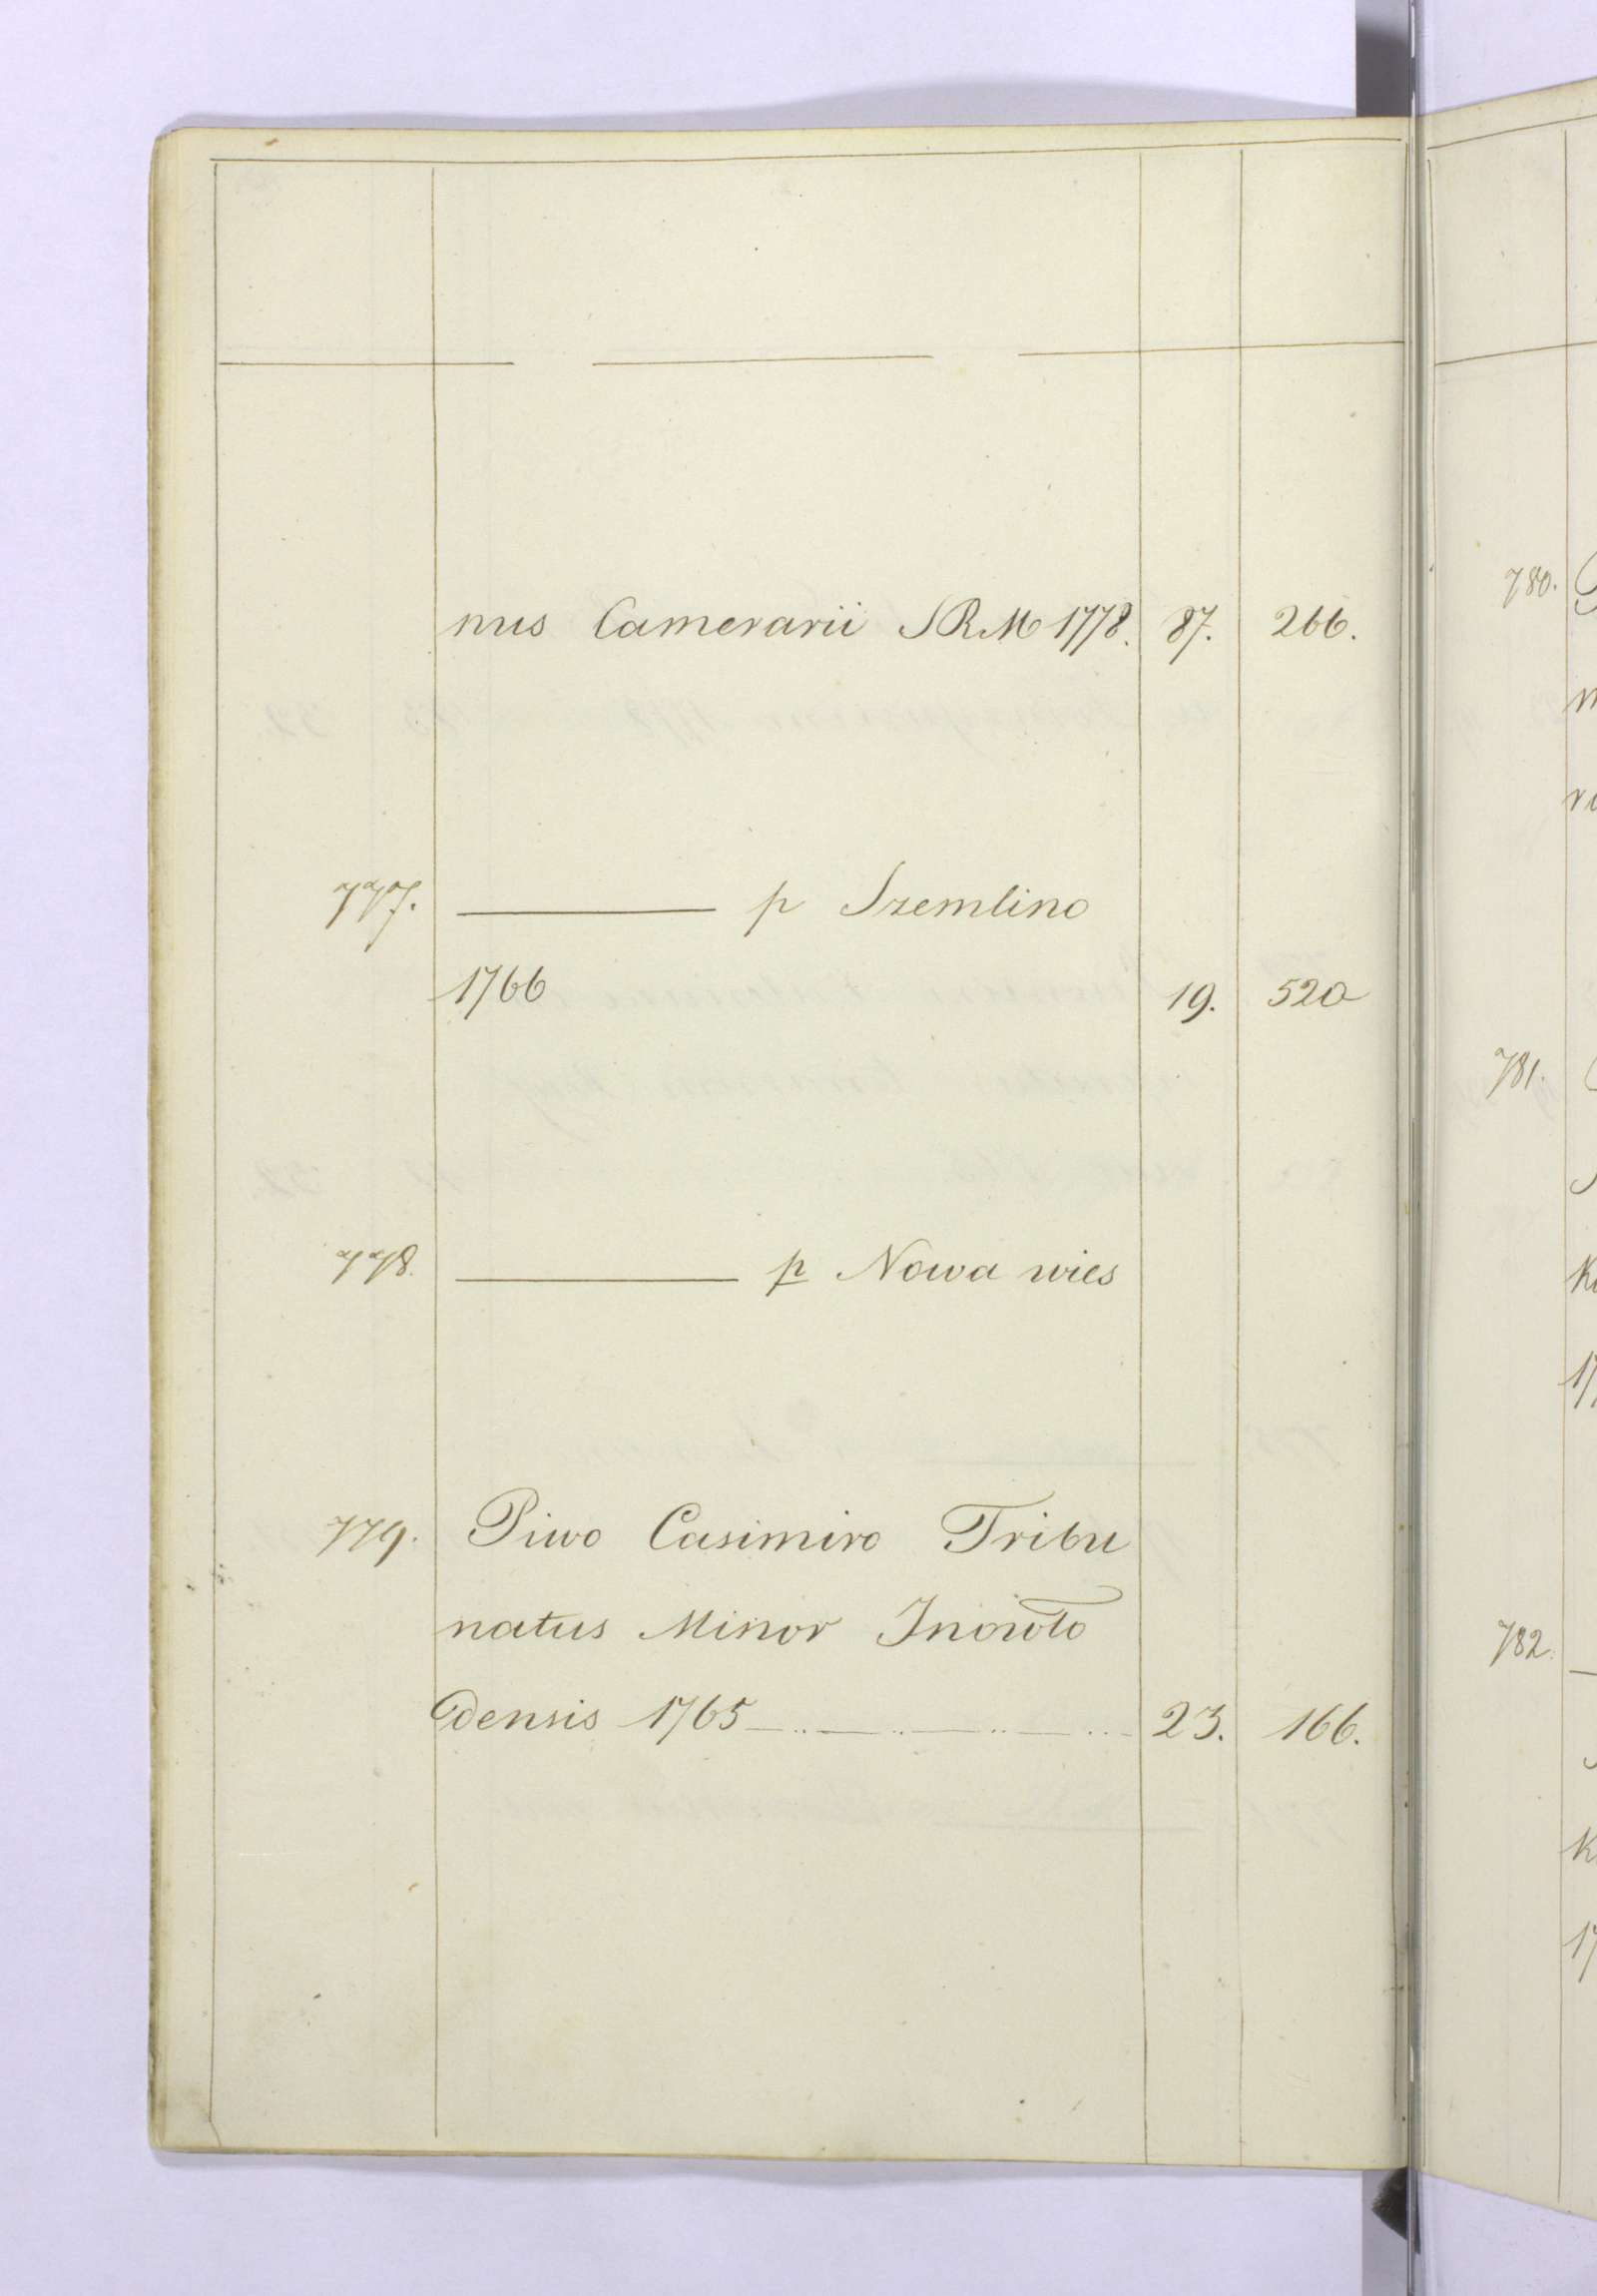 nus Camerarii SRM 1778. 87. 266.
777. ——— p Szemlino
1766 19. 520
778. ——— p Nowa wies
779. Piwo Casimiro Tribu
natus Minor Inowło
densis 1765 23. 166.
780.
781.
782.